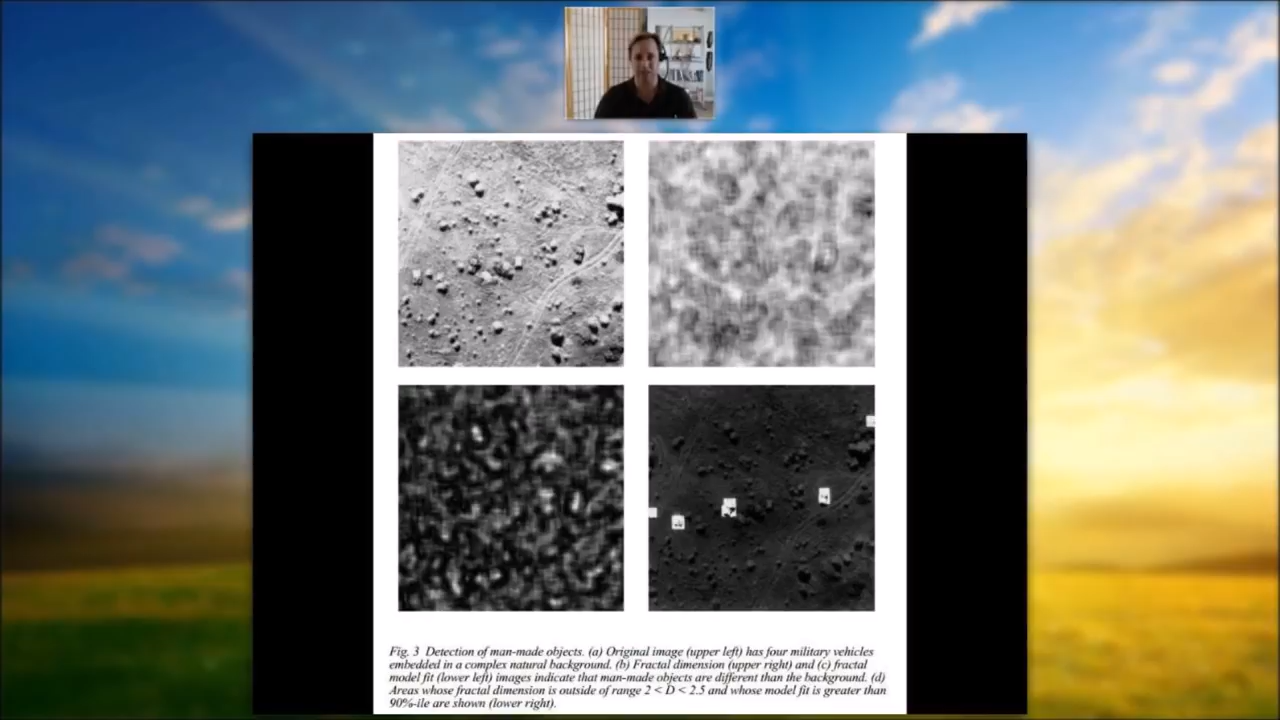 Fig. 3 Detection of man-made objects. (a) Original image (upper left) has four military vehicles
embedded in a complex natural background. (b) Fractal dimension (upper right) and (c) fractal
model fit (lower left) images indicate that man-made objects are different than the background. (d)
Areas whose fractal dimension is outside of range 2 < D < 2.5 and whose model fit is greater than
90%-ile are shown (lower right).